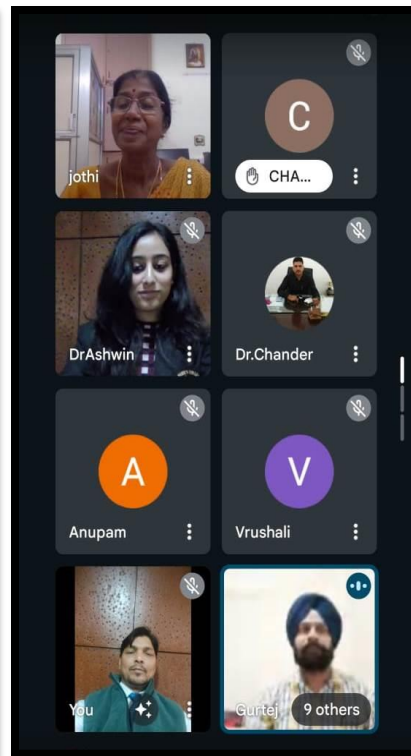 jothi
C
CHA...
DrAshwin
Dr.Chander
A
Anupam
V
Vrushali
You
Gurtej
9 others